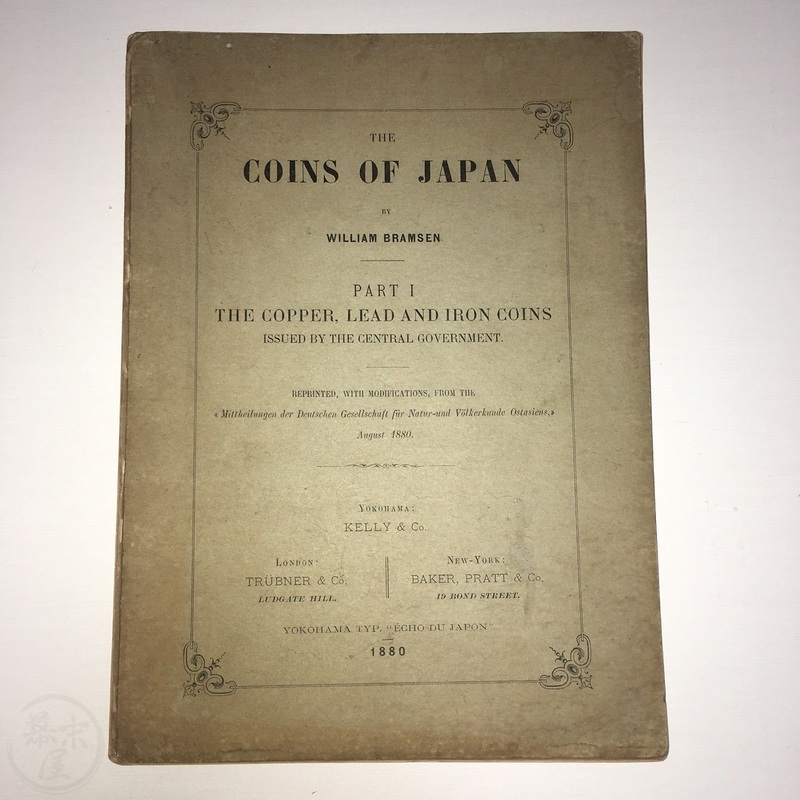 THE
COINS OF JAPAN
BY
WILLIAM BRAMSEN
PART I
THE COPPER, LEAD AND IRON COINS
ISSUED BY THE CENTRAL GOVERNMENT.
REPRINTED, WITH MODIFICATIONS, FROM THE
« Mittheilungen der Deutschen Gesellschaft für Natur-und Völkerkunde Ostasiens,»
August 1880.
YOKOHAMA:
KELLY & Co.
LONDON:
TRÜBNER & Co.
LUDGATE HILL.
NEW-YORK:
BAKER, PRATT & Co.
19 BOND STREET.
YOKOHAMA TYP. "ÉCHO DU JAPON"
1880
幕末屋